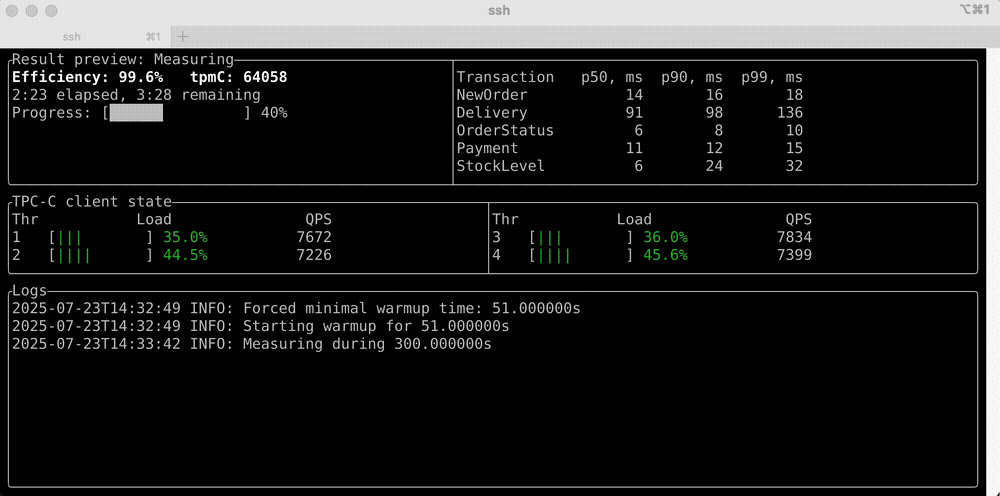 ssh
⌥⌘1
ssh ⌘1 +
Result preview: Measuring
Efficiency: 99.6% tpmC: 64058
2:23 elapsed, 3:28 remaining
Progress: [ ] 40%
Transaction p50, ms p90, ms p99, ms
NewOrder 14 16 18
Delivery 91 98 136
OrderStatus 6 8 10
Payment 11 12 15
StockLevel 6 24 32
TPC-C client state
Thr Load QPS
1 [||| ] 35.0% 7672
2 [|||| ] 44.5% 7226
Thr Load QPS
3 [||| ] 36.0% 7834
4 [|||| ] 45.6% 7399
Logs
2025-07-23T14:32:49 INFO: Forced minimal warmup time: 51.000000s
2025-07-23T14:32:49 INFO: Starting warmup for 51.000000s
2025-07-23T14:33:42 INFO: Measuring during 300.000000s